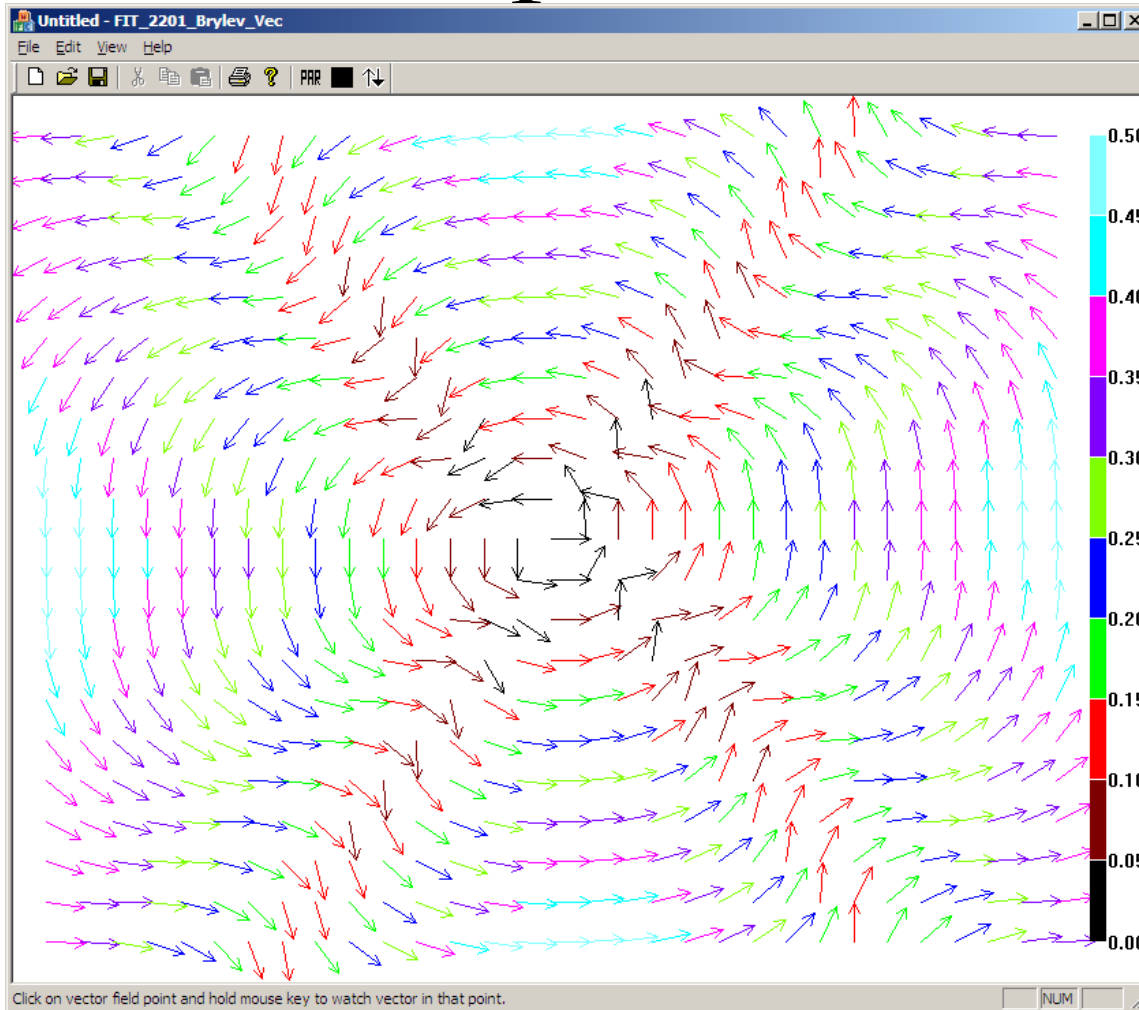 Untitled - FIT_2201_Brylev_Vec
File Edit View Help
PAR
0.50
0.45
0.40
0.35
0.30
0.25
0.20
0.15
0.10
0.05
0.00
Click on vector field point and hold mouse key to watch vector in that point.
NUM